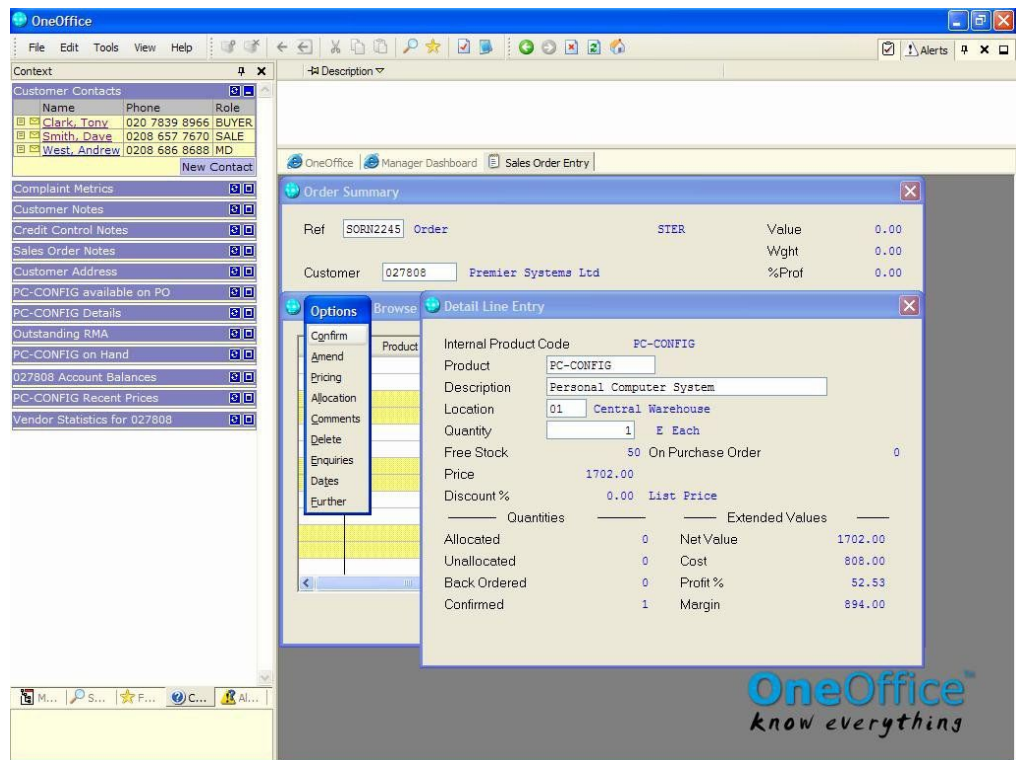 OneOffice
File Edit Tools View Help
Alerts
Context
Description
Customer Contacts
Name Phone Role
Clark, Tony 020 7839 8966 BUYER
Smith, Dave 0208 657 7670 SALE
West, Andrew 0208 686 8688 MD
New Contact
Complaint Metrics
Customer Notes
Credit Control Notes
Sales Order Notes
Customer Address
PC-CONFIG available on PO
PC-CONFIG Details
Outstanding RMA
PC-CONFIG on Hand
027808 Account Balances
PC-CONFIG Recent Prices
Vendor Statistics for 027808
M... S... F... C... Al...
OneOffice Manager Dashboard Sales Order Entry
Order Summary
Ref SORN2245 Order STER Value 0.00
Wght 0.00
Customer 027808 Premier Systems Ltd %Prof 0.00
Browse
Product
Options
Confirm
Amend
Pricing
Allocation
Comments
Delete
Enquiries
Dates
Further
Detail Line Entry
Internal Product Code PC-CONFIG
Product PC-CONFIG
Description Personal Computer System
Location 01 Central Warehouse
Quantity 1 E Each
Free Stock 50 On Purchase Order 0
Price 1702.00
Discount % 0.00 List Price
Quantities Extended Values
Allocated 0 Net Value 1702.00
Unallocated 0 Cost 808.00
Back Ordered 0 Profit % 52.53
Confirmed 1 Margin 894.00
OneOffice™
know everything